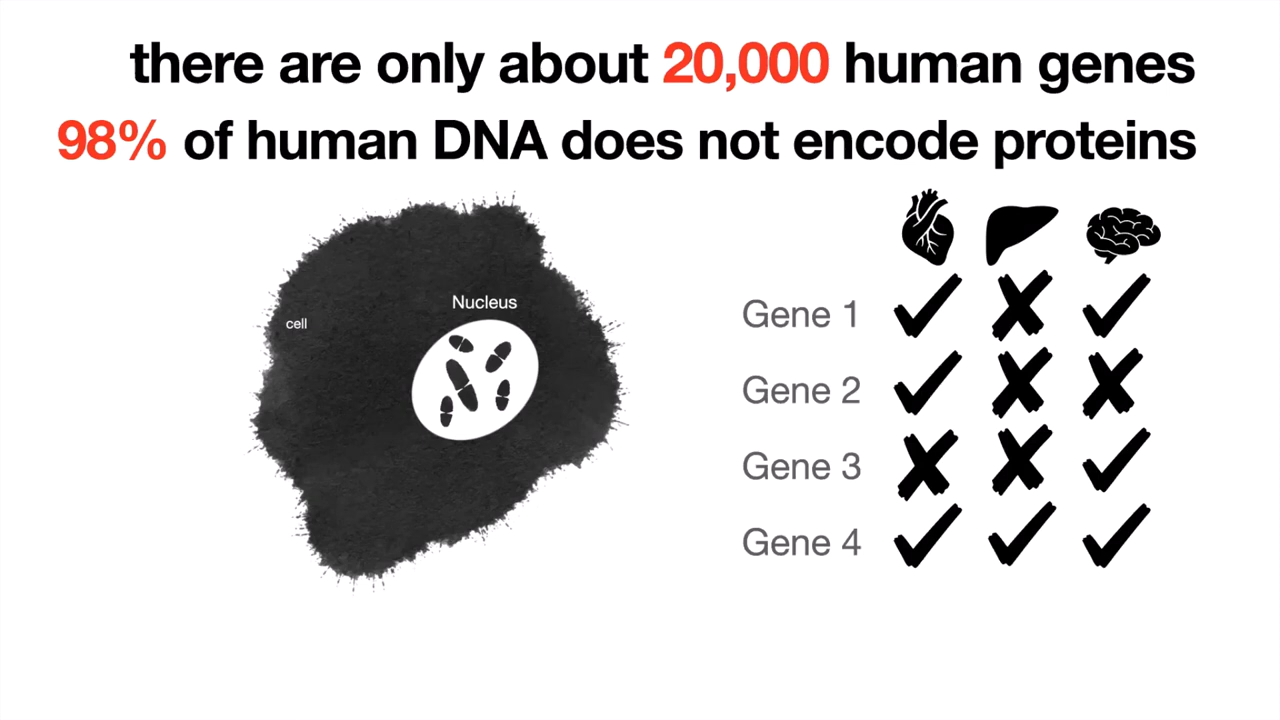 there are only about 20,000 human genes
98% of human DNA does not encode proteins
Nucleus
cell
Gene 1
Gene 2
Gene 3
Gene 4